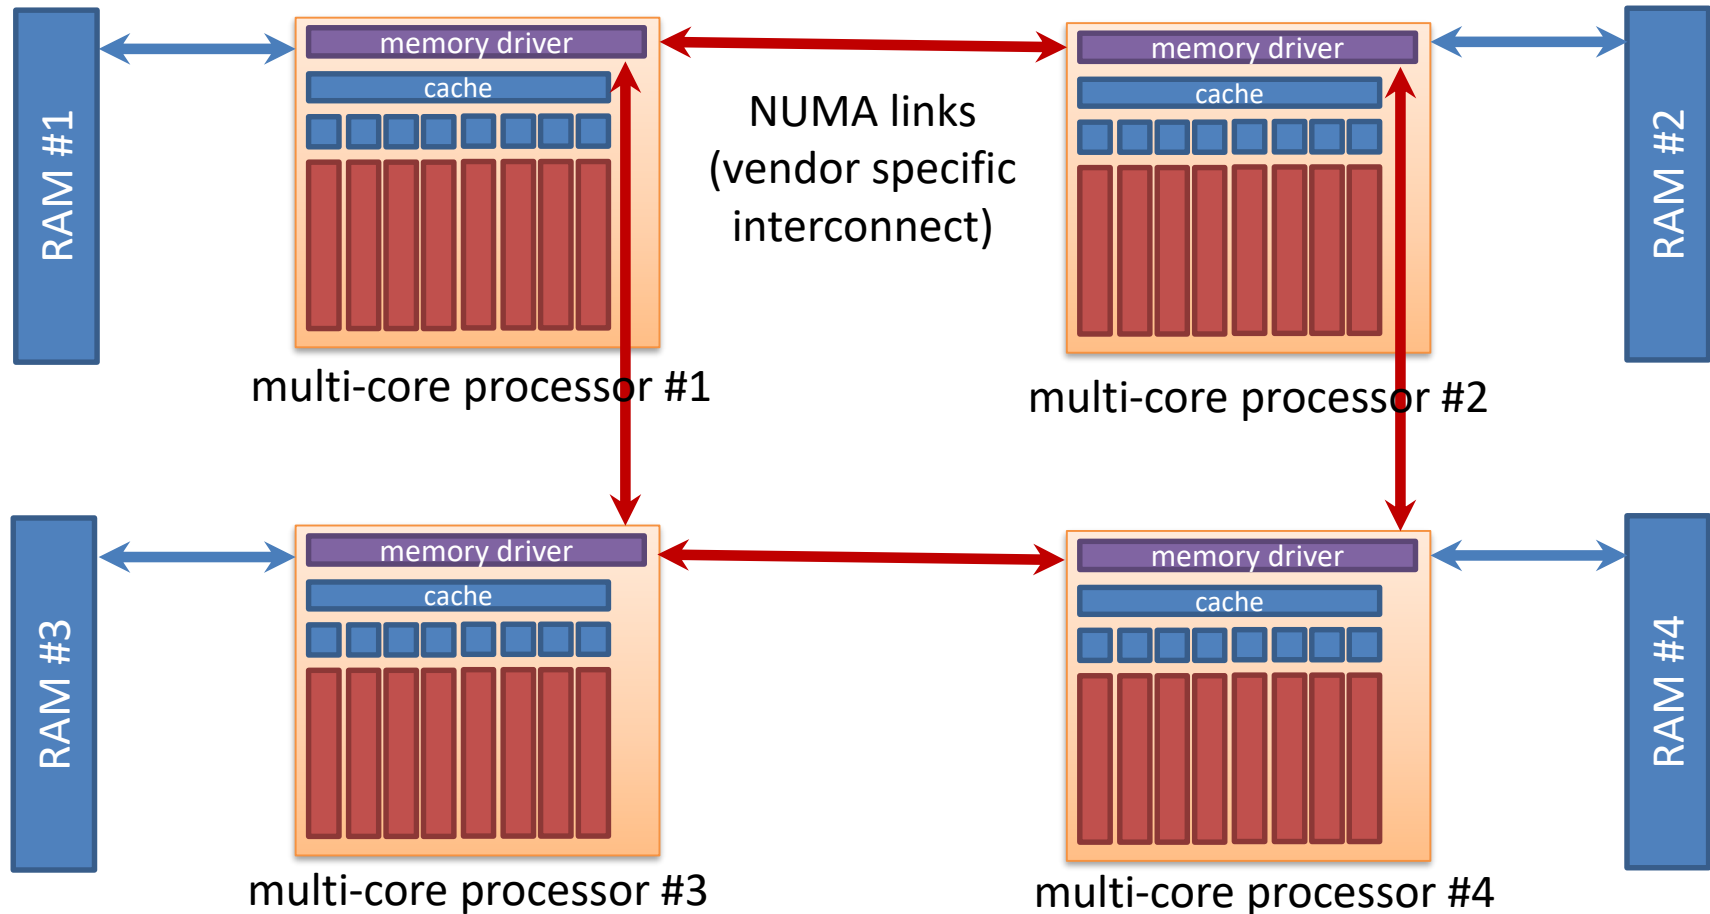 RAM #1
memory driver
cache
multi-core processor #1
NUMA links
(vendor specific
interconnect)
memory driver
cache
multi-core processor #2
RAM #2
RAM #3
memory driver
cache
multi-core processor #3
memory driver
cache
multi-core processor #4
RAM #4